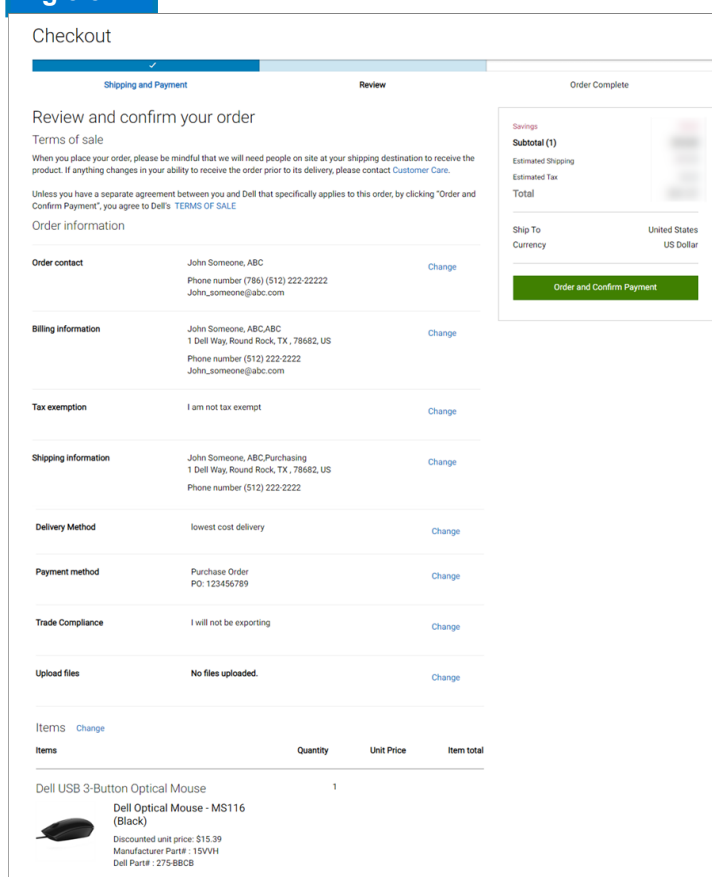 Checkout
Shipping and Payment
Review
Order Complete
Review and confirm your order
Terms of sale
When you place your order, please be mindful that we will need people on site at your shipping destination to receive the
product. If anything changes in your ability to receive the order prior to its delivery, please contact Customer Care.
Unless you have a separate agreement between you and Dell that specifically applies to this order, by clicking "Order and
Confirm Payment", you agree to Dell's TERMS OF SALE
Order information
Order contact
John Someone, ABC
Phone number (786) (512) 222-22222
John_someone@abc.com
Change
Billing information
John Someone, ABC,ABC
1 Dell Way, Round Rock, TX , 78682, US
Phone number (512) 222-2222
John_someone@abc.com
Change
Tax exemption
I am not tax exempt
Change
Shipping information
John Someone, ABC,Purchasing
1 Dell Way, Round Rock, TX , 78682, US
Phone number (512) 222-2222
Change
Delivery Method
lowest cost delivery
Change
Payment method
Purchase Order
PO: 123456789
Change
Trade Compliance
I will not be exporting
Change
Upload files
No files uploaded.
Change
Items Change
Items Quantity Unit Price Item total
Dell USB 3-Button Optical Mouse 1
Dell Optical Mouse - MS116
(Black)
Discounted unit price: $15.39
Manufacturer Part# : 15VVH
Dell Part# : 275-BBCB
Savings
Subtotal (1)
Estimated Shipping
Estimated Tax
Total
Ship To United States
Currency US Dollar
Order and Confirm Payment